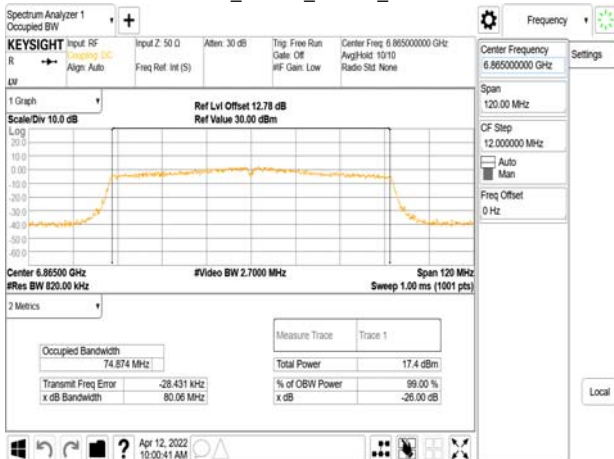 Spectrum Analyzer 1
Occupied BW
Frequency
KEYSIGHT
Input: RF
Coupling: DC
Align: Auto
Input Z: 50 Ω
Freq Ref: Int (S)
Atten: 30 dB
Trig: Free Run
Gate: Off
#IF Gain: Low
Center Freq: 6.865000000 GHz
Avg|Hold: 10/10
Radio Std: None
R
LVI
Center Frequency
6.865000000 GHz
Settings
Span
120.00 MHz
CF Step
12.000000 MHz
Auto
Man
Freq Offset
0 Hz
Local
1 Graph
Scale/Div 10.0 dB
Ref Lvl Offset 12.78 dB
Ref Value 30.00 dBm
Log
20.0
10.0
0.00
-10.0
-20.0
-30.0
-40.0
-50.0
-60.0
Center 6.86500 GHz
#Video BW 2.7000 MHz
Span 120 MHz
#Res BW 820.00 kHz
Sweep 1.00 ms (1001 pts)
2 Metrics
Measure Trace
Trace 1
Occupied Bandwidth
74.874 MHz
Total Power
17.4 dBm
Transmit Freq Error
-28.431 kHz
% of OBW Power
99.00 %
x dB Bandwidth
80.06 MHz
x dB
-26.00 dB
Apr 12, 2022
10:00:41 AM